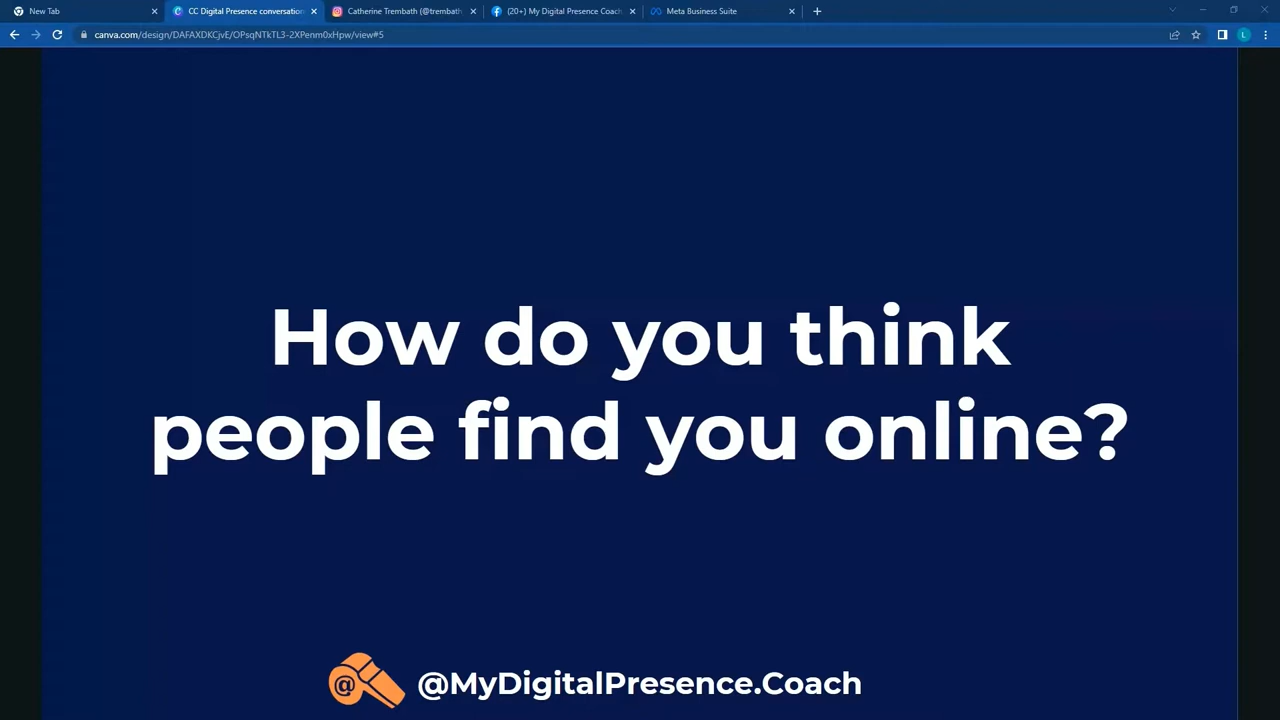 New Tab
CC Digital Presence conversation
Catherine Trembath (@trembath
(20+) My Digital Presence Coach
Meta Business Suite
canva.com/design/DAFAXDKCjvE/OPsqNTkTL3-2XPenm0xHpw/view#5
L
How do you think
people find you online?
@
@MyDigitalPresence.Coach